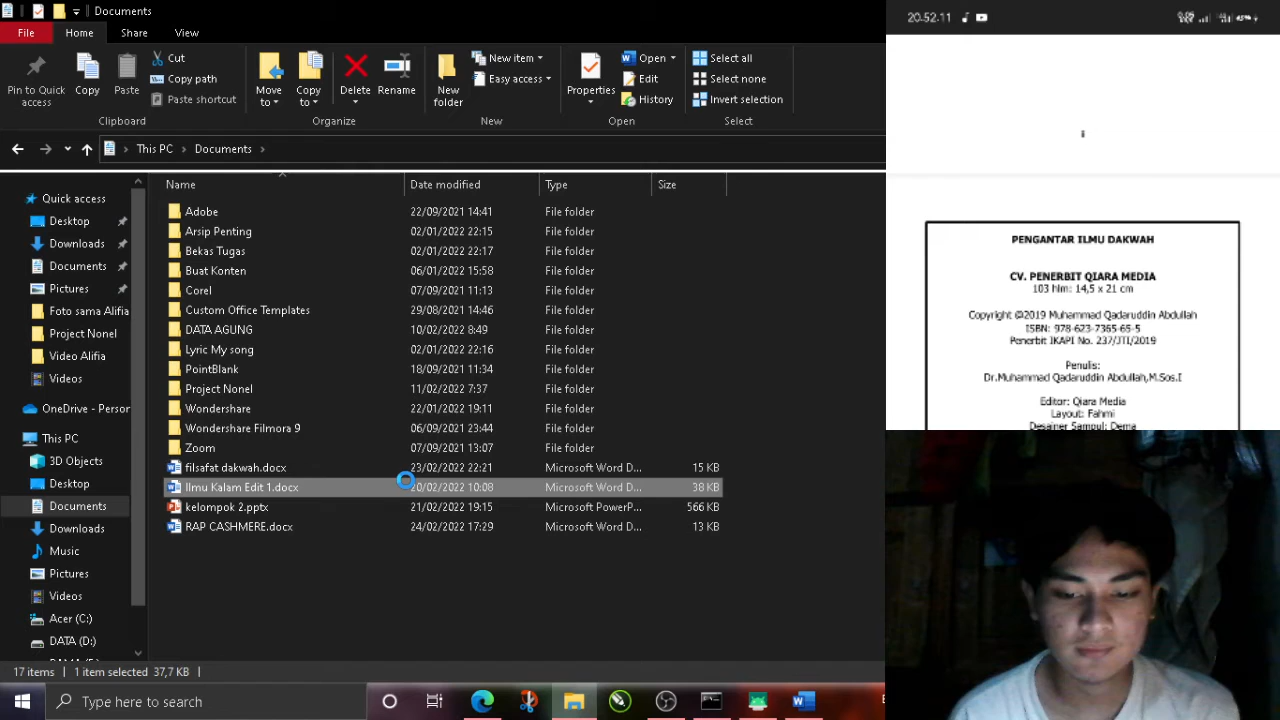 Documents
File
Home
Share
View
Pin to Quick access
Copy
Paste
Cut
Copy path
Paste shortcut
Clipboard
Move to
Copy to
Delete
Rename
Organize
New folder
New item
Easy access
New
Properties
Open
Edit
History
Open
Select all
Select none
Invert selection
Select
This PC
Documents
Quick access
Desktop
Downloads
Documents
Pictures
Foto sama Alifia
Project Nonel
Video Alifia
Videos
OneDrive - Person
This PC
3D Objects
Desktop
Documents
Downloads
Music
Pictures
Videos
Acer (C:)
DATA (D:)
Name Date modified Type Size
Adobe 22/09/2021 14:41 File folder
Arsip Penting 02/01/2022 22:15 File folder
Bekas Tugas 02/01/2022 22:17 File folder
Buat Konten 06/01/2022 15:58 File folder
Corel 07/09/2021 11:13 File folder
Custom Office Templates 29/08/2021 14:46 File folder
DATA AGUNG 10/02/2022 8:49 File folder
Lyric My song 02/01/2022 22:16 File folder
PointBlank 18/09/2021 11:34 File folder
Project Nonel 11/02/2022 7:37 File folder
Wondershare 22/01/2022 19:11 File folder
Wondershare Filmora 9 06/09/2021 23:44 File folder
Zoom 07/09/2021 13:07 File folder
filsafat dakwah.docx 23/02/2022 22:21 Microsoft Word D... 15 KB
Ilmu Kalam Edit 1.docx 20/02/2022 10:08 Microsoft Word D... 38 KB
kelompok 2.pptx 21/02/2022 19:15 Microsoft PowerP... 566 KB
RAP CASHMERE.docx 24/02/2022 17:29 Microsoft Word D... 13 KB
17 items 1 item selected 37,7 KB
Type here to search
20.52.11
PENGANTAR ILMU DAKWAH
CV. PENERBIT QIARA MEDIA
103 hlm: 14,5 x 21 cm
Copyright @2019 Muhammad Qadaruddin Abdullah
ISBN: 978-623-7365-65-5
Penerbit IKAPI No. 237/JTI/2019
Penulis:
Dr.Muhammad Qadaruddin Abdullah,M.Sos.I
Editor: Qiara Media
Layout: Fahmi
Desainer Sampul: Dema